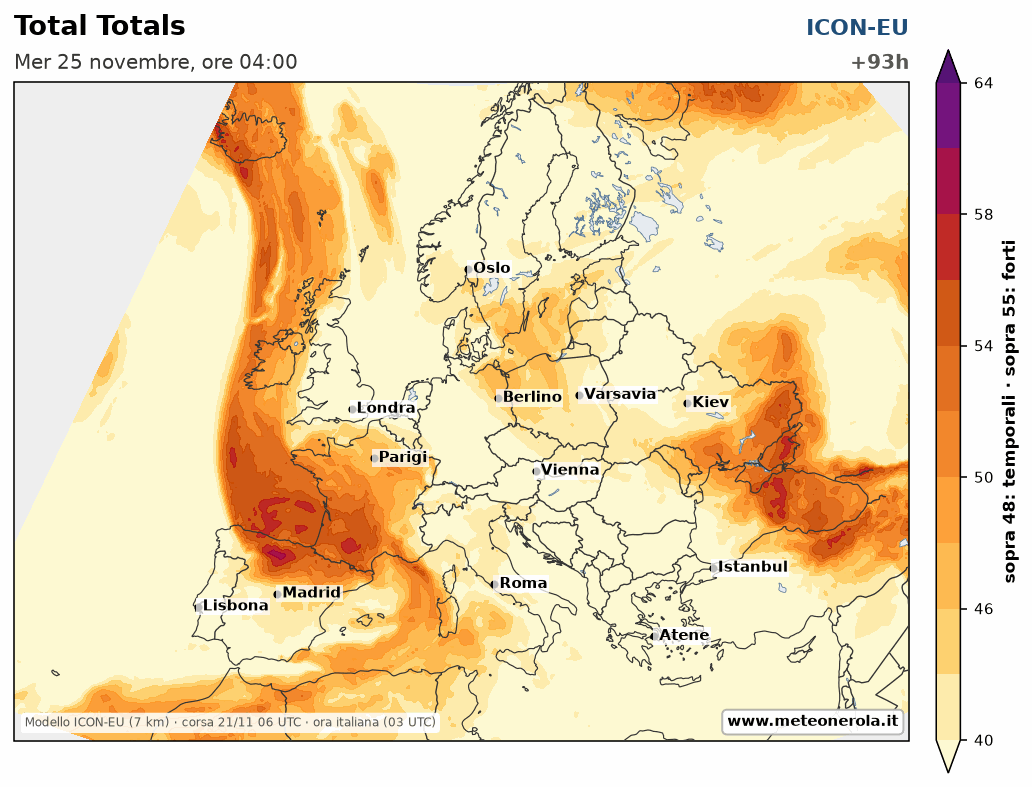 Total Totals
ICON-EU
Mer 25 novembre, ore 04:00
+93h
64
58
54
50
46
40
sopra 48: temporali · sopra 55: forti
Oslo
Berlino
Varsavia
Kiev
Londra
Parigi
Vienna
Istanbul
Roma
Madrid
Lisbona
Atene
Modello ICON-EU (7 km) · corsa 21/11 06 UTC · ora italiana (03 UTC)
www.meteonerola.it